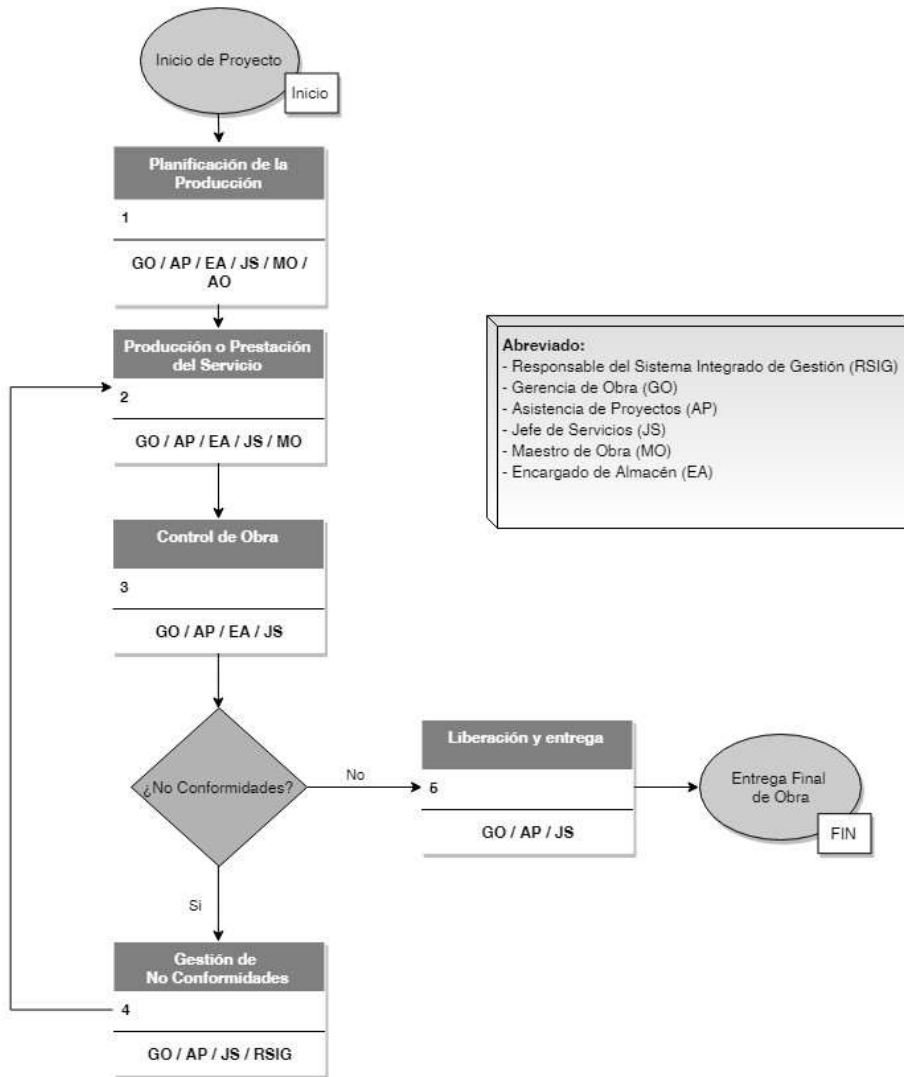 Inicio de Proyecto
Inicio
Planificación de la
Producción
1
GO / AP / EA / JS / MO /
AO
Producción o Prestación
del Servicio
2
GO / AP / EA / JS / MO
Abreviado:
- Responsable del Sistema Integrado de Gestión (RSIG)
- Gerencia de Obra (GO)
- Asistencia de Proyectos (AP)
- Jefe de Servicios (JS)
- Maestro de Obra (MO)
- Encargado de Almacén (EA)
Control de Obra
3
GO / AP / EA / JS
¿No Conformidades?
No
Liberación y entrega
5
GO / AP / JS
Entrega Final
de Obra
FIN
Si
Gestión de
No Conformidades
4
GO / AP / JS / RSIG